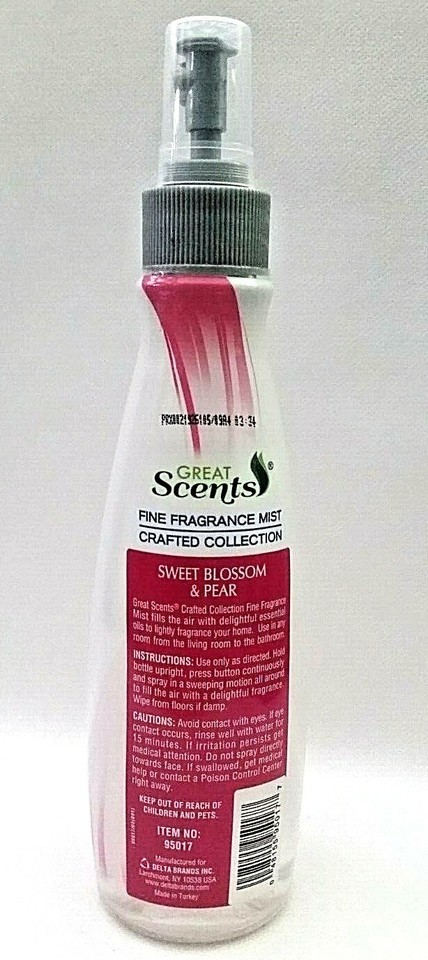 03:34
GREAT
Scents®
FINE FRAGRANCE MIST
CRAFTED COLLECTION
SWEET BLOSSOM
& PEAR
Great Scents® Crafted Collection Fine Fragrance
Mist fills the air with delightful essential
oils to lightly fragrance your home. Use in any
room from the living room to the bathroom.
INSTRUCTIONS: Use only as directed. Hold
bottle upright, press button continuously
and spray in a sweeping motion all around
to fill the air with a delightful fragrance.
Wipe from floors if damp.
CAUTIONS: Avoid contact with eyes. If eye
contact occurs, rinse well with water for
15 minutes. If irritation persists get
medical attention. Do not spray directly
towards face. If swallowed, get medical
help or contact a Poison Control Center
right away.
KEEP OUT OF REACH OF
CHILDREN AND PETS.
ITEM NO:
95017
Manufactured for
DELTA BRANDS INC.
Larchmont, NY 10538 USA
www.deltabrands.com
Made in Turkey